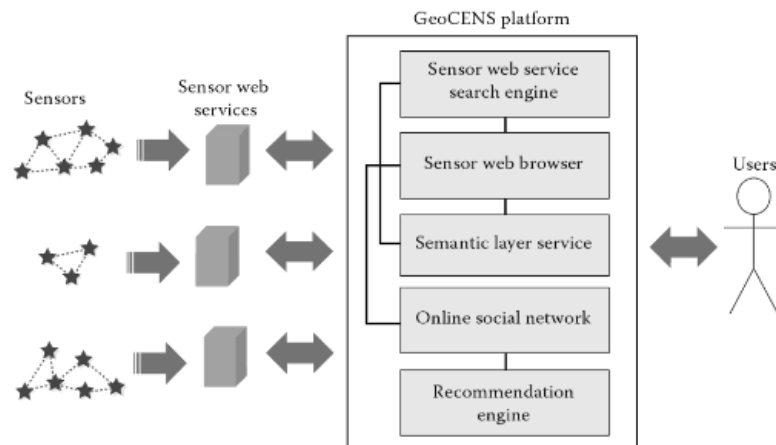 GeoCENS platform
Sensors
Sensor web
services
Sensor web service
search engine
Sensor web browser
Semantic layer service
Online social network
Recommendation
engine
Users